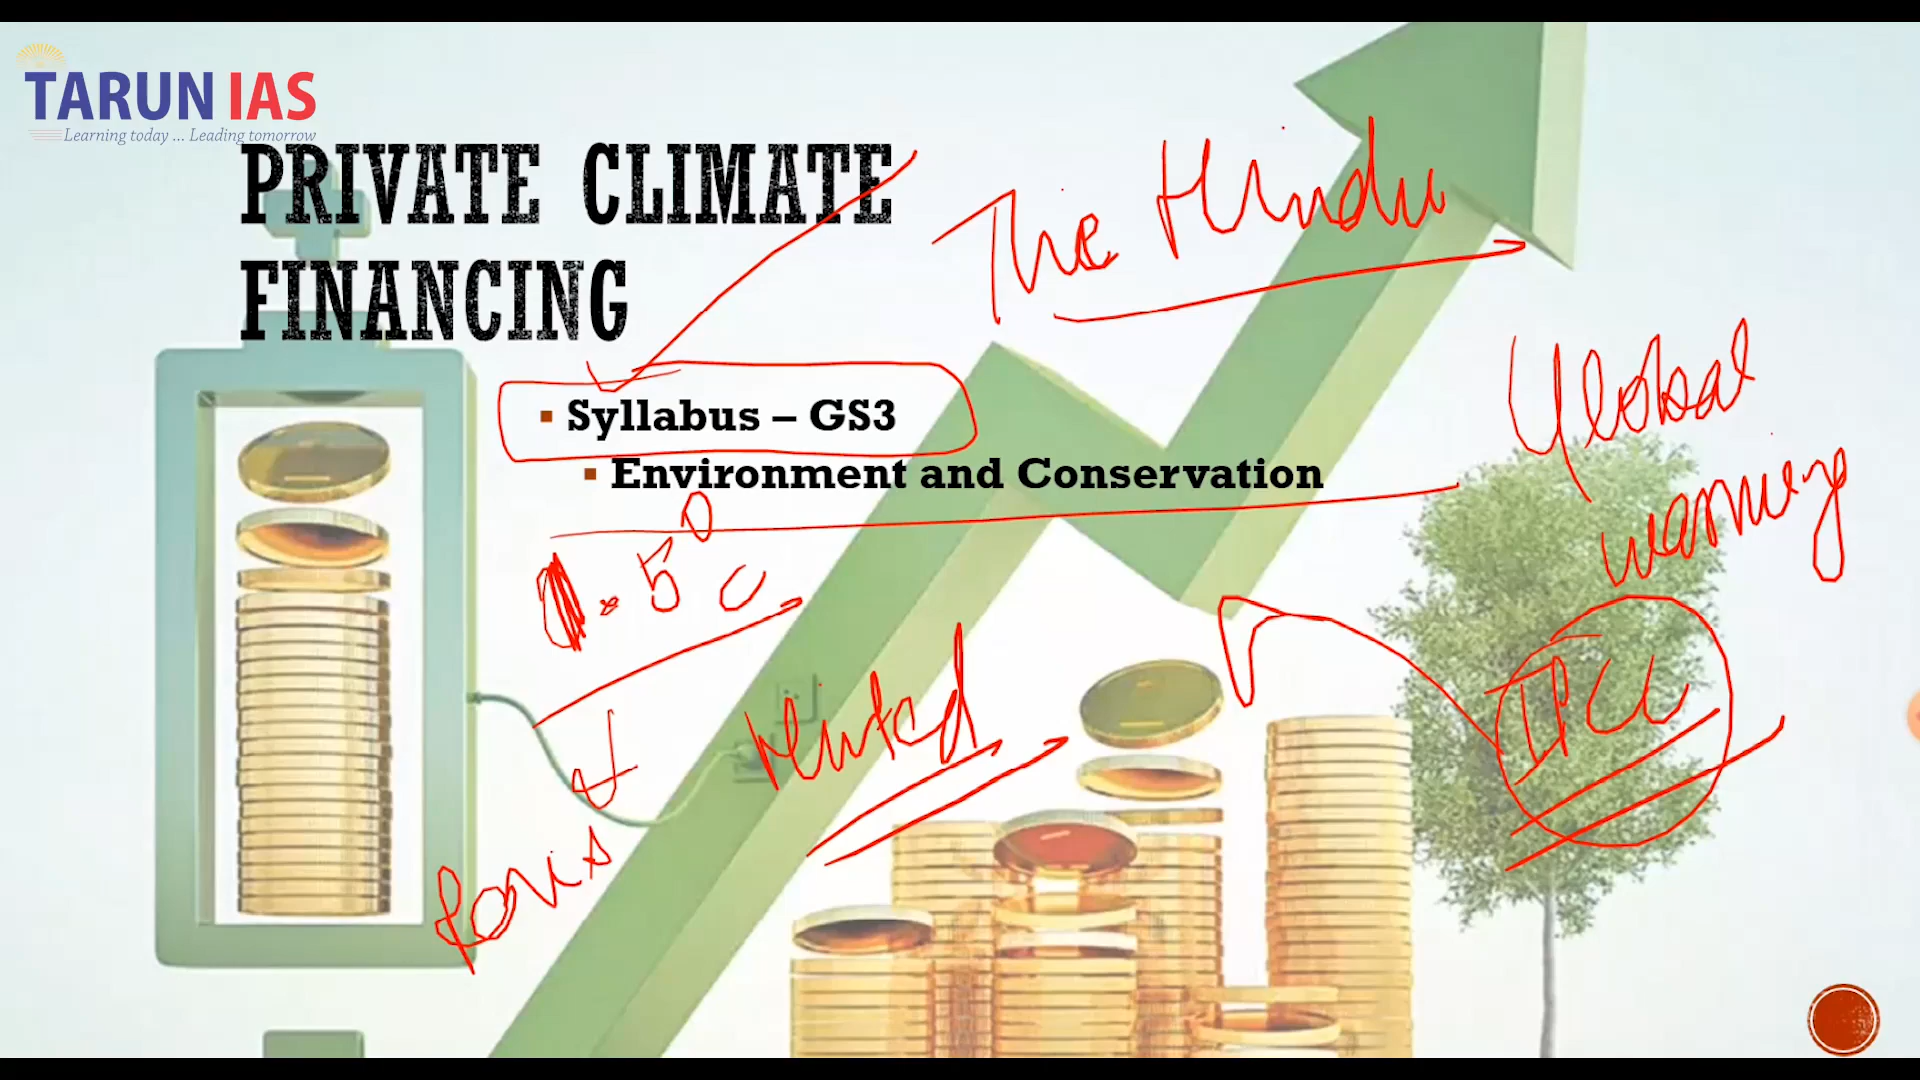 TARUN IAS
Learning today ... Leading tomorrow
PRIVATE CLIMATE
FINANCING
The Hindu
▪ Syllabus – GS3
▪ Environment and Conservation
Global
warming
1.5°C
IPCC
Paris